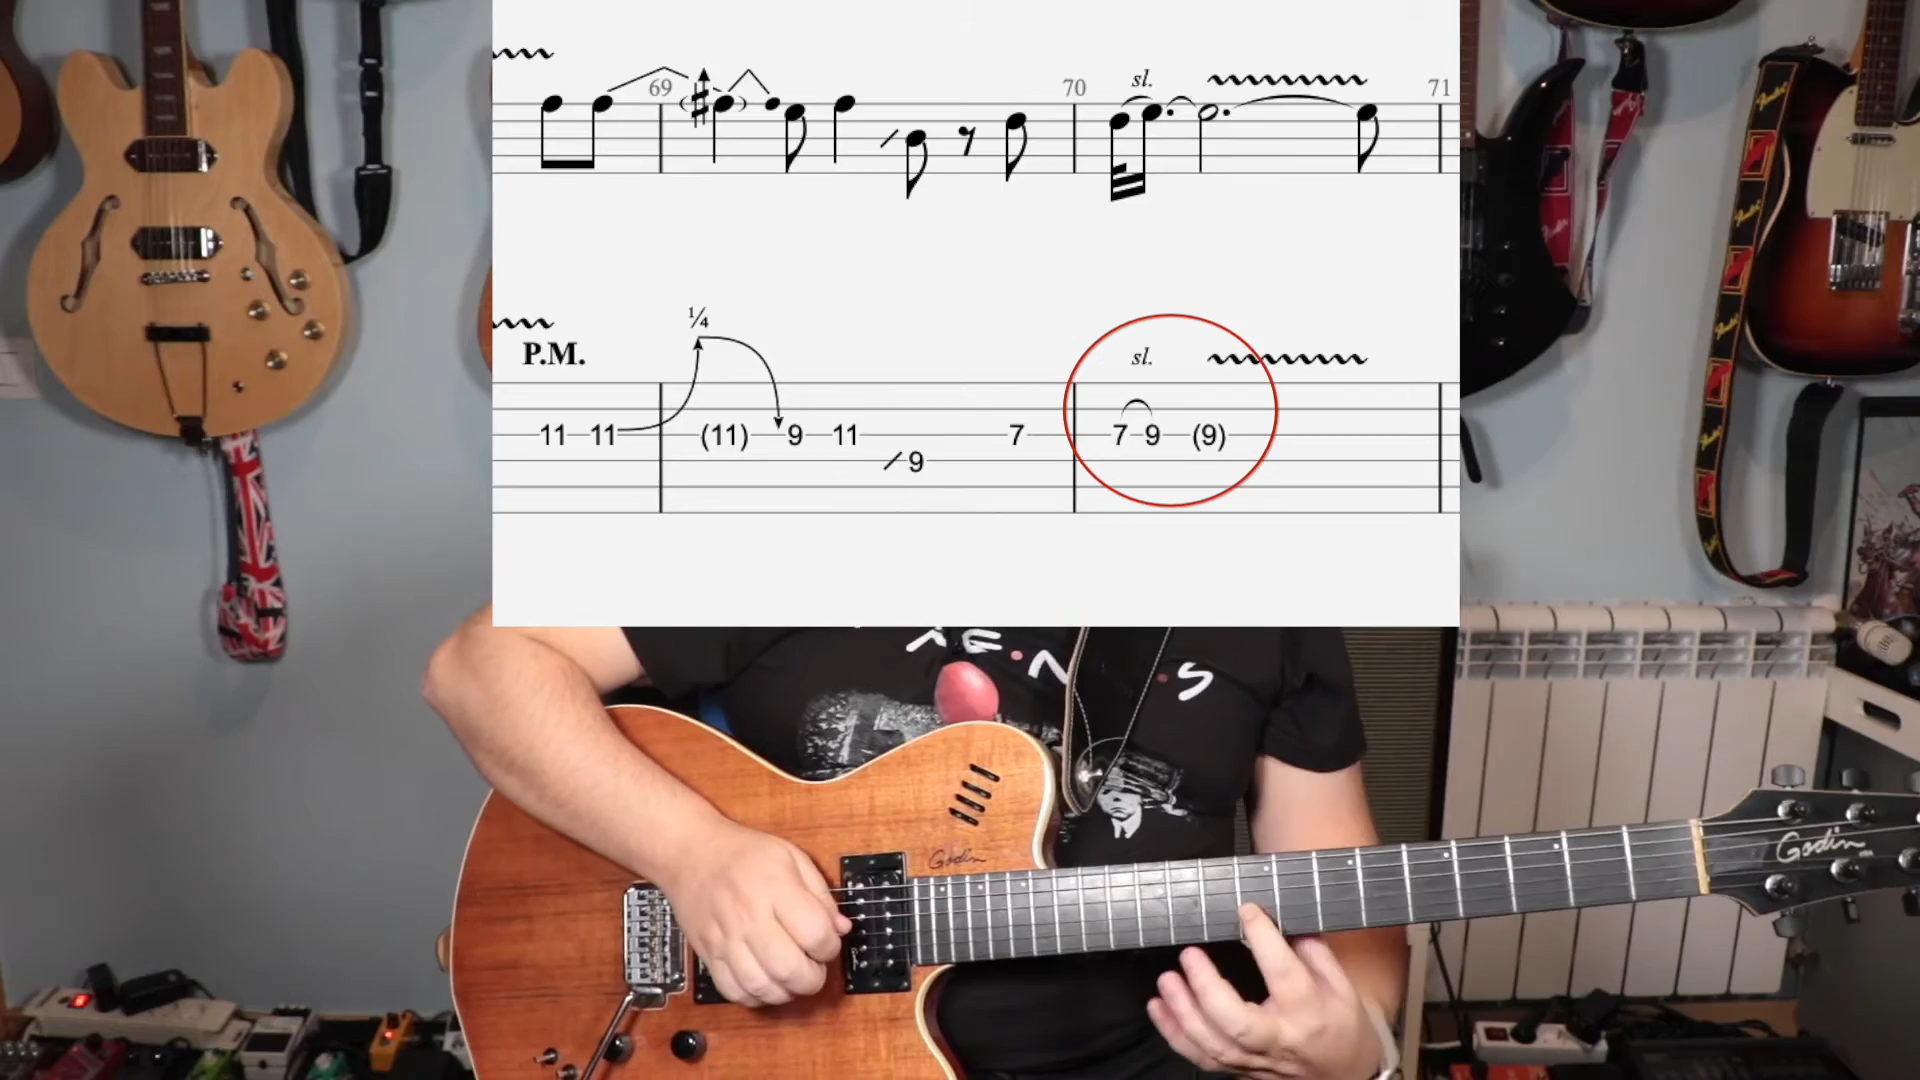 69 70 71
sl.
¼
P.M. sl.
11 11 (11) 9 11 7 7 9 (9)
9
Godin
Godin